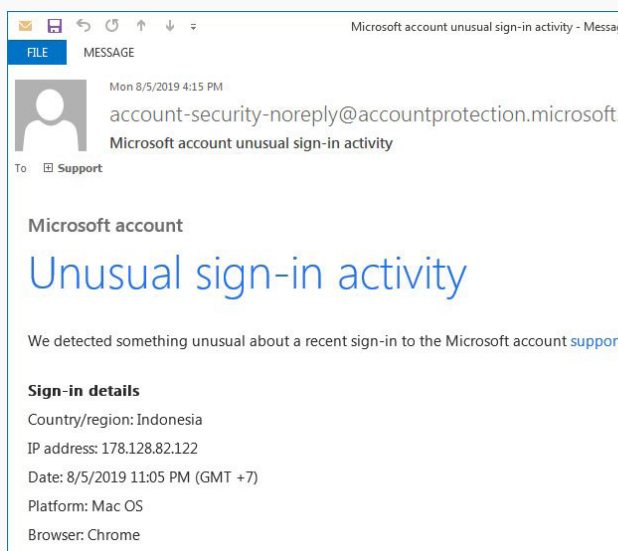 Microsoft account unusual sign-in activity - Messa
FILE MESSAGE
Mon 8/5/2019 4:15 PM
account-security-noreply@accountprotection.microsoft.
Microsoft account unusual sign-in activity
To Support
Microsoft account
Unusual sign-in activity
We detected something unusual about a recent sign-in to the Microsoft account suppor
Sign-in details
Country/region: Indonesia
IP address: 178.128.82.122
Date: 8/5/2019 11:05 PM (GMT +7)
Platform: Mac OS
Browser: Chrome